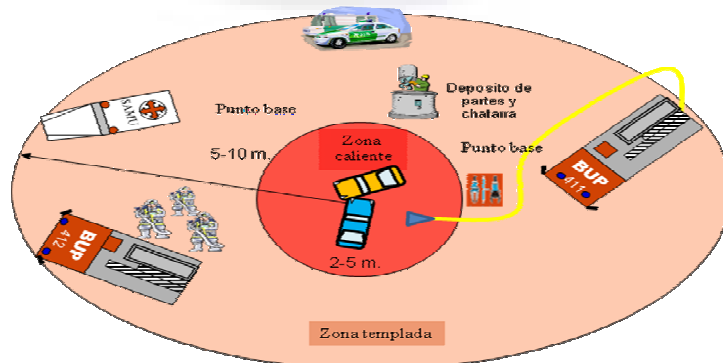 Deposito de
partes y
chatarra
Punto base
SAMU
Zona
caliente
5-10 m.
Punto base
BUP
411
BUP
412
2-5 m.
Zona templada